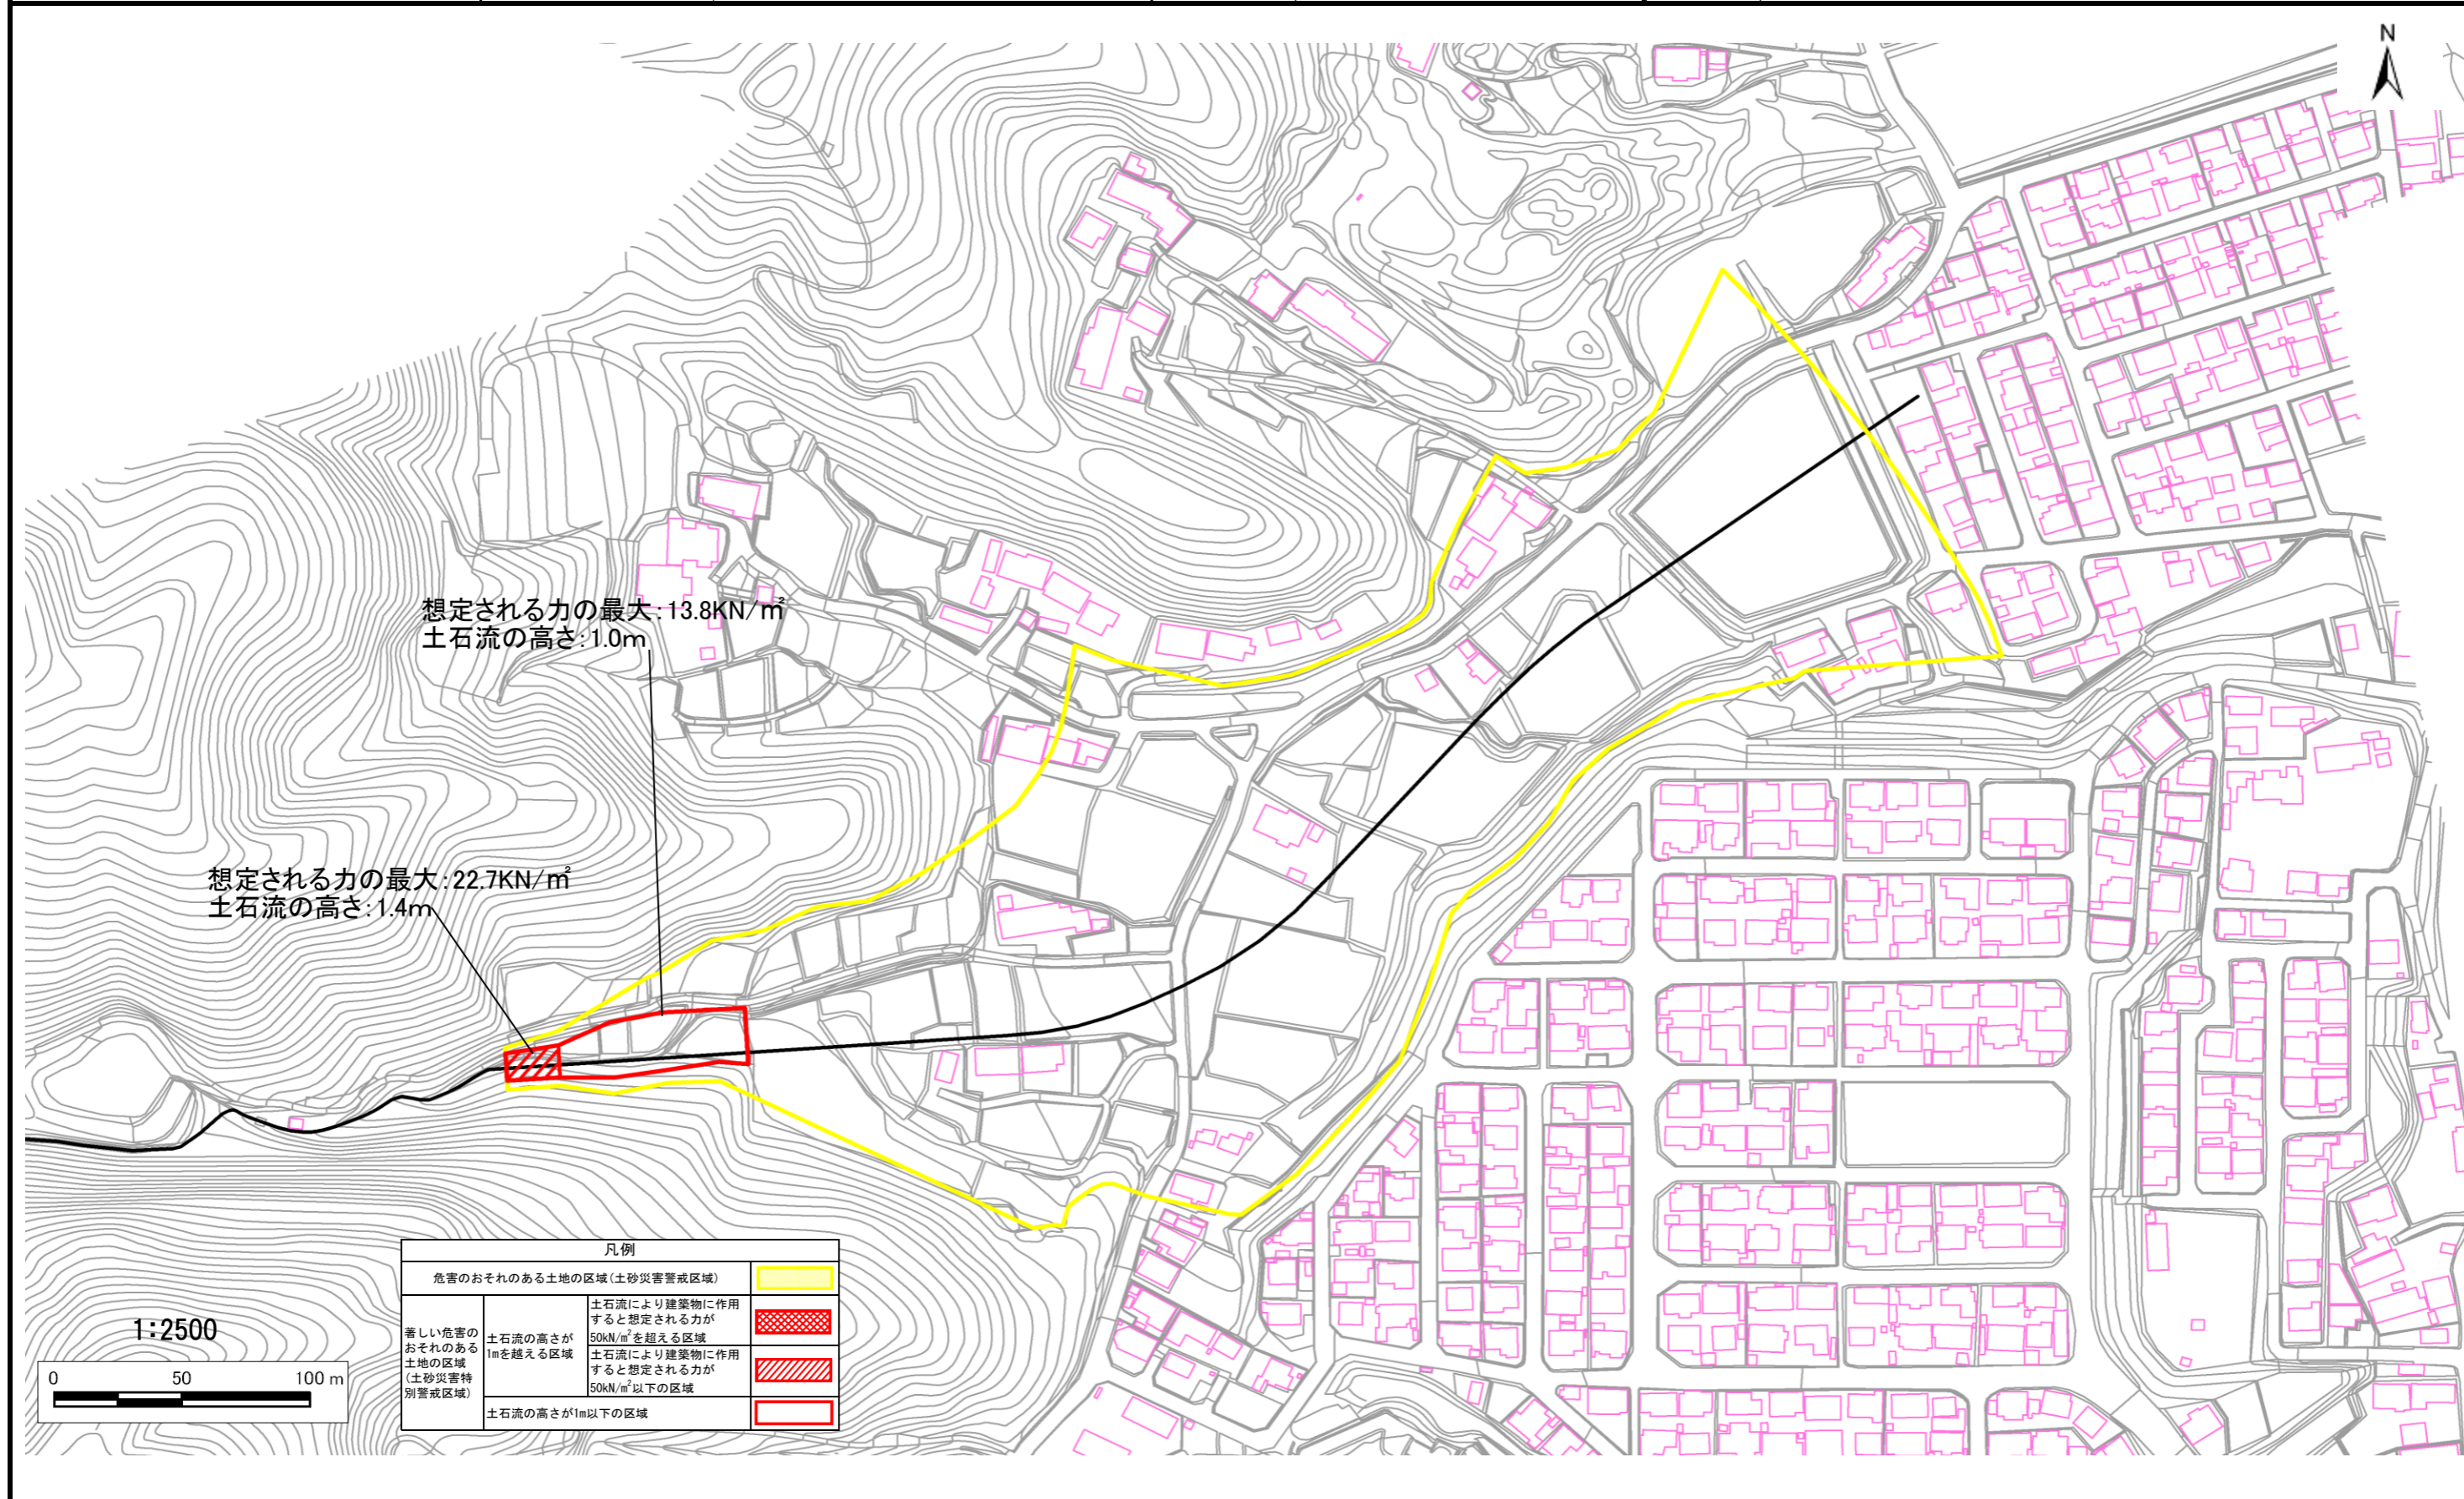 N
想定される力の最大:13.8KN/㎡
土石流の高さ:1.0m
想定される力の最大:22.7KN/㎡
土石流の高さ:1.4m
凡例
危害のおそれのある土地の区域(土砂災害警戒区域)
著しい危害の
おそれのある
土地の区域
(土砂災害特
別警戒区域)
土石流の高さが
1mを越える区域
土石流により建築物に作用
すると想定される力が
50kN/m²を超える区域
土石流により建築物に作用
すると想定される力が
50kN/m²以下の区域
土石流の高さが1m以下の区域
1:2500
0 50 100 m